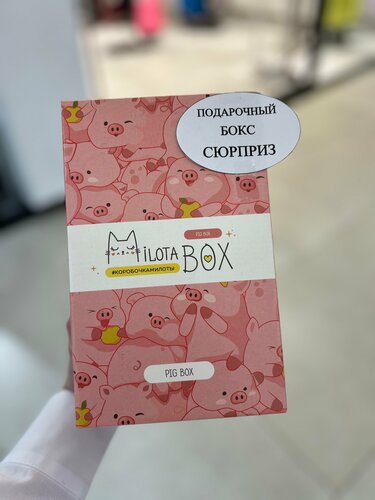 ПОДАРОЧНЫЙ
БОКС
СЮРПРИЗ
PIG BOX
MILOTA BOX
#КОРОБОЧКАМИЛОТЫ
PIG BOX